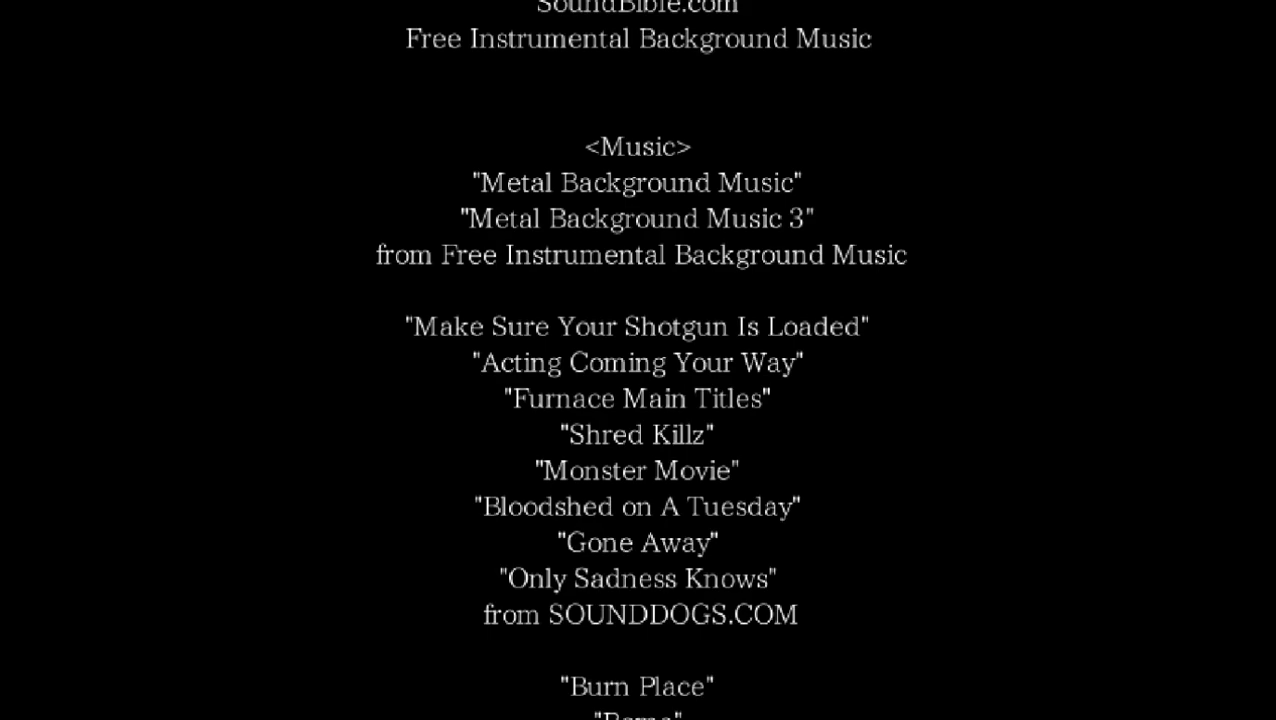 SoundBible.com
Free Instrumental Background Music
<Music>
"Metal Background Music"
"Metal Background Music 3"
from Free Instrumental Background Music
"Make Sure Your Shotgun Is Loaded"
"Acting Coming Your Way"
"Furnace Main Titles"
"Shred Killz"
"Monster Movie"
"Bloodshed on A Tuesday"
"Gone Away"
"Only Sadness Knows"
from SOUNDDOGS.COM
"Burn Place"